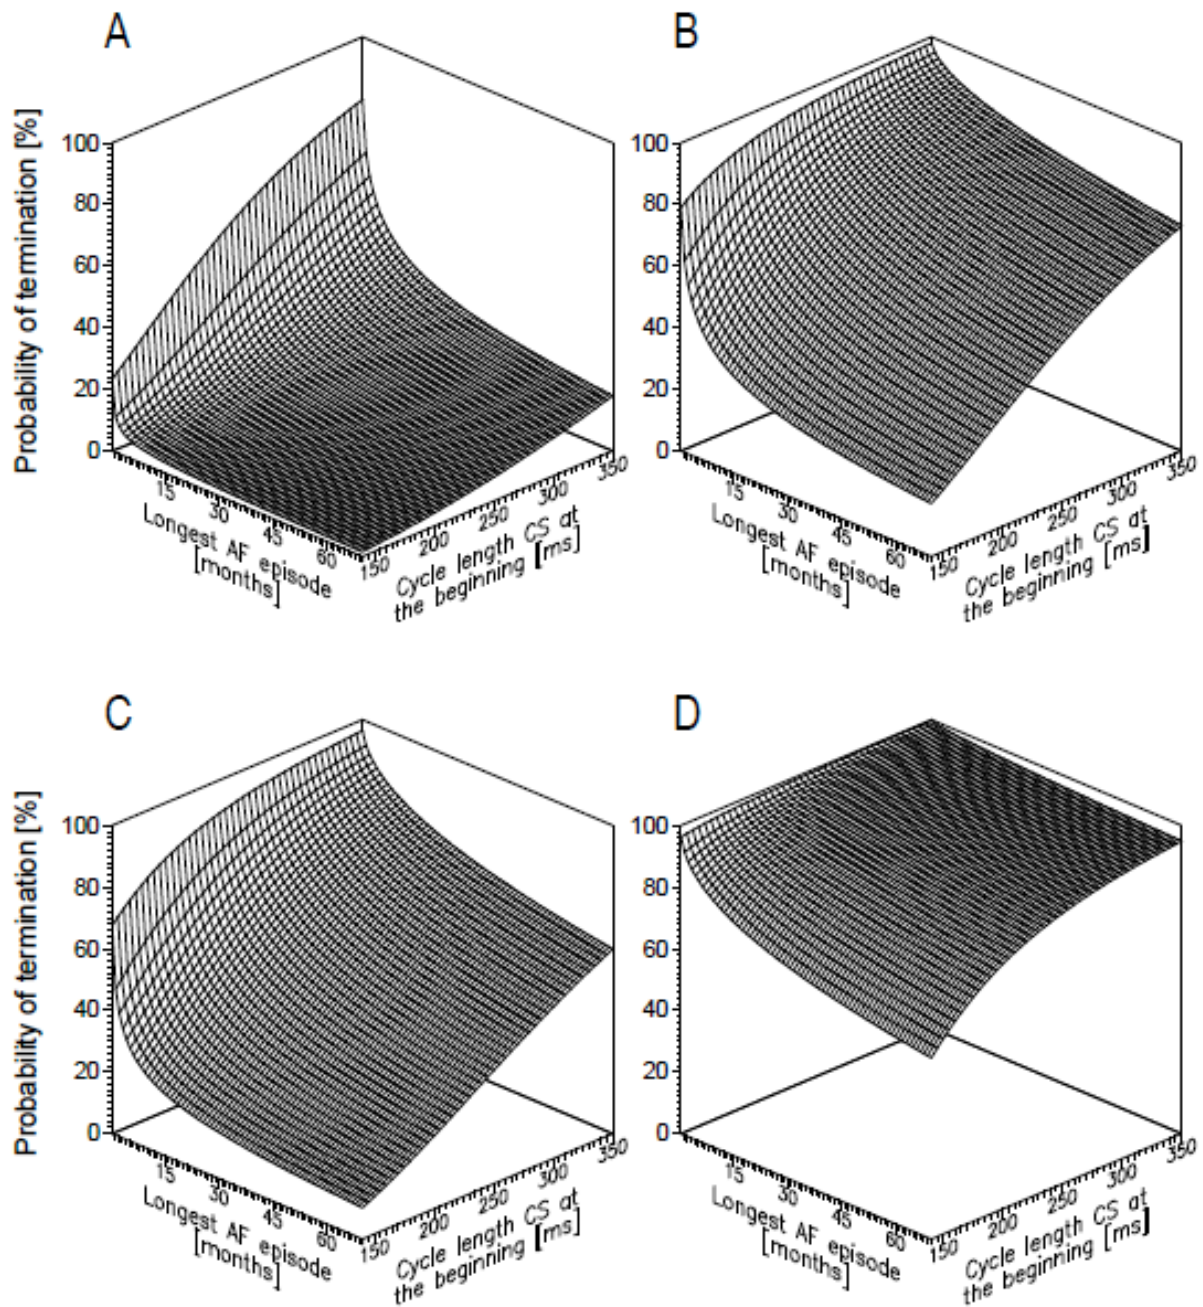 A
B
Probability of termination [%]
100
80
60
40
20
0
15
30
45
60
Longest AF episode
[months]
150
200
250
300
350
Cycle length CS at
the beginning [ms]
100
80
60
40
20
0
15
30
45
60
Longest AF episode
[months]
150
200
250
300
350
Cycle length CS at
the beginning [ms]
C
D
Probability of termination [%]
100
80
60
40
20
0
15
30
45
60
Longest AF episode
[months]
150
200
250
300
350
Cycle length CS at
the beginning [ms]
100
80
60
40
20
0
15
30
45
60
Longest AF episode
[months]
150
200
250
300
350
Cycle length CS at
the beginning [ms]